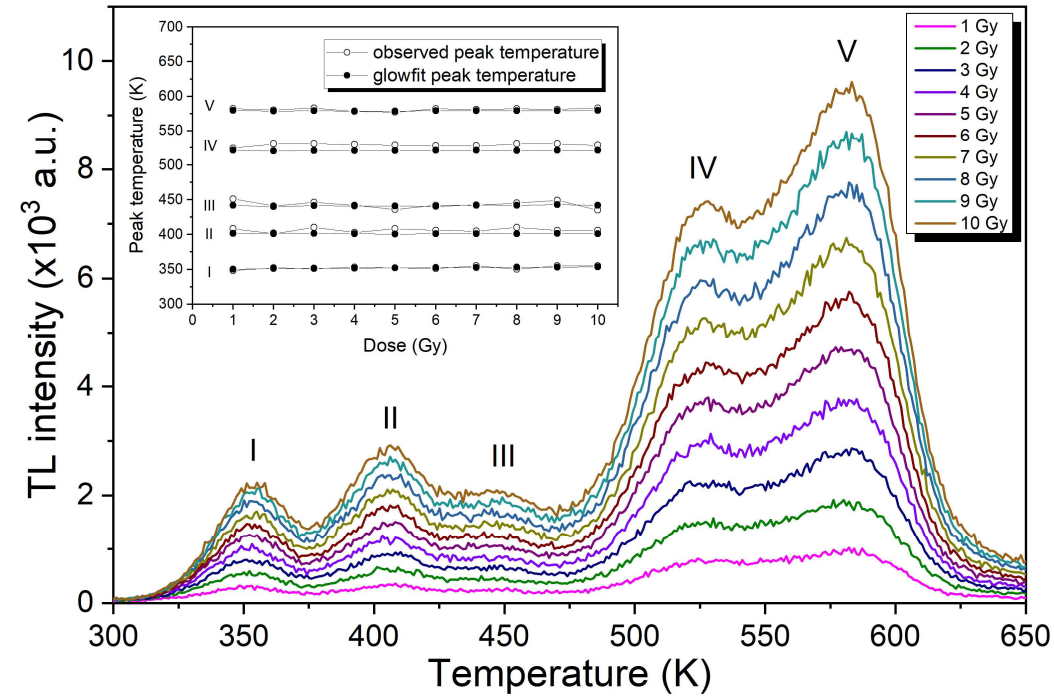 TL intensity (x10³ a.u.)
10
8
6
4
2
0
300
350
400
450
500
550
600
650
Temperature (K)
I
II
III
IV
V
1 Gy
2 Gy
3 Gy
4 Gy
5 Gy
6 Gy
7 Gy
8 Gy
9 Gy
10 Gy
Peak temperature (K)
700
650
600
550
500
450
400
350
300
observed peak temperature
glowfit peak temperature
V
IV
III
II
I
0 1 2 3 4 5 6 7 8 9 10
Dose (Gy)